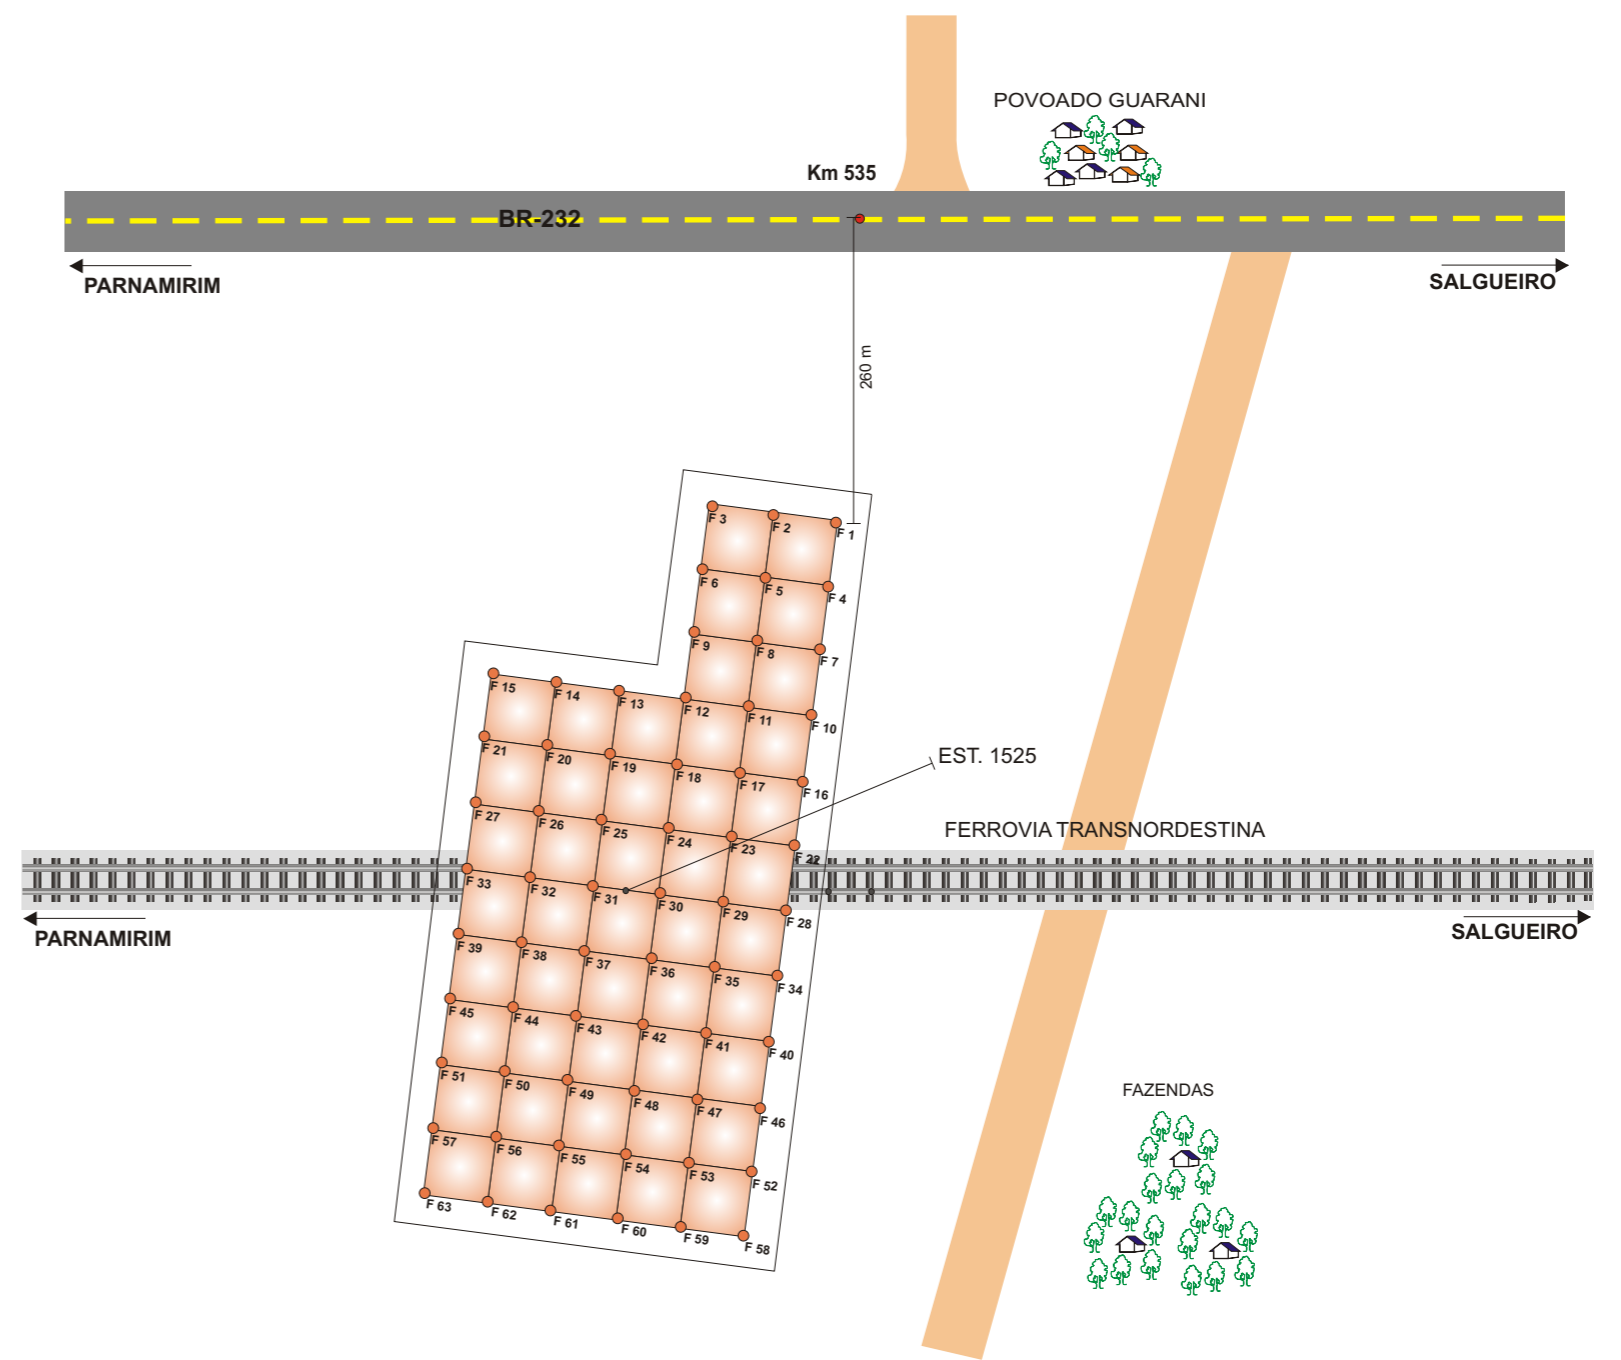 POVOADO GUARANI
Km 535
BR-232
PARNAMIRIM
SALGUEIRO
260 m
F 3
F 2
F 1
F 6
F 5
F 4
F 9
F 8
F 7
F 15
F 14
F 13
F 12
F 11
F 10
F 21
F 20
F 19
F 18
F 17
F 16
EST. 1525
F 27
F 26
F 25
F 24
F 23
F 22
FERROVIA TRANSNORDESTINA
F 33
F 32
F 31
F 30
F 29
F 28
PARNAMIRIM
SALGUEIRO
F 39
F 38
F 37
F 36
F 35
F 34
F 45
F 44
F 43
F 42
F 41
F 40
F 51
F 50
F 49
F 48
F 47
F 46
FAZENDAS
F 57
F 56
F 55
F 54
F 53
F 52
F 63
F 62
F 61
F 60
F 59
F 58